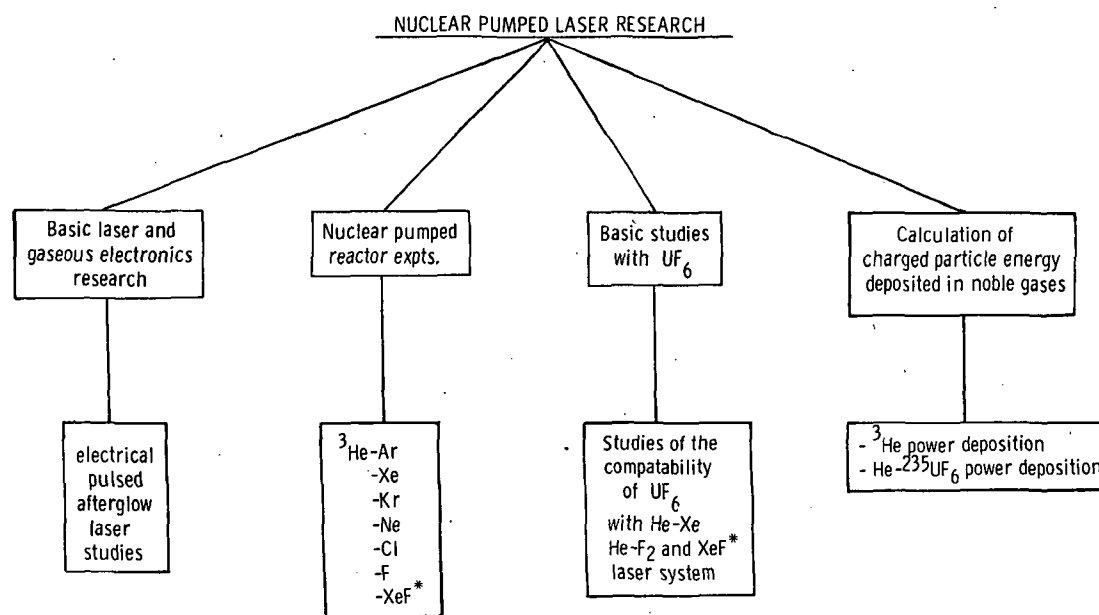 NUCLEAR PUMPED LASER RESEARCH
Basic laser and
gaseous electronics
research
Nuclear pumped
reactor expts.
Basic studies
with UF6
Calculation of
charged particle energy
deposited in noble gases
electrical
pulsed
afterglow
laser
studies
3He-Ar
-Xe
-Kr
-Ne
-Cl
-F
-XeF*
Studies of the
compatability
of UF6
with He-Xe
He-F2 and XeF*
laser system
- 3He power deposition
- He-235UF6 power deposition